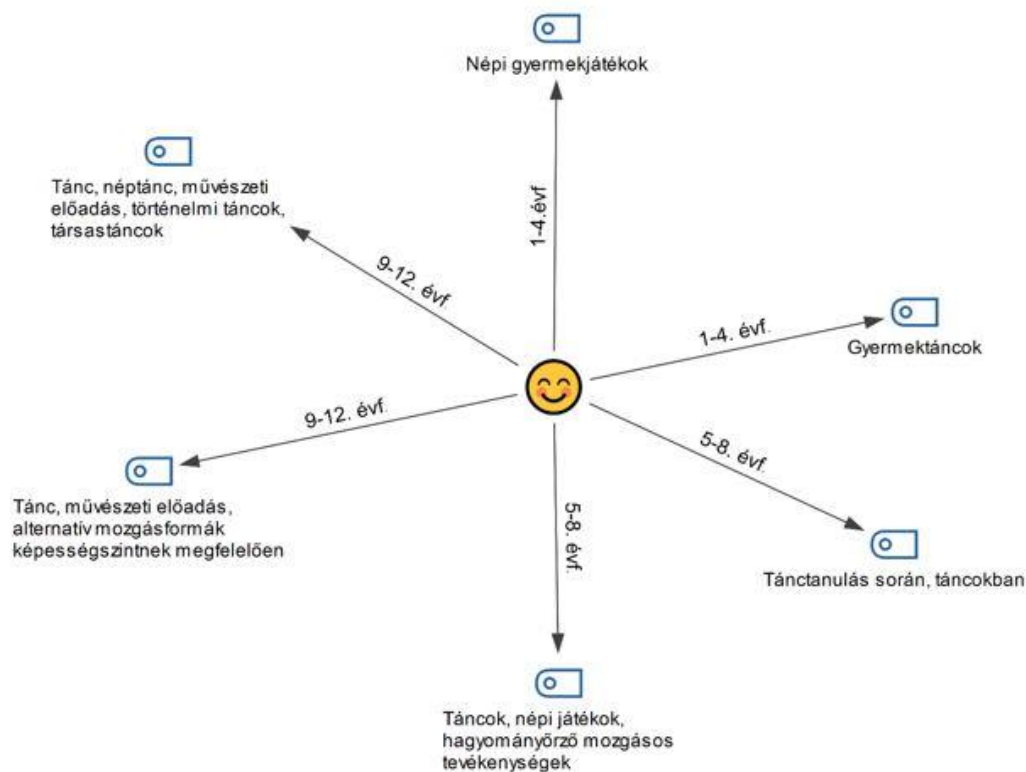 Népi gyermekjátékok
1-4.évf
Tánc, néptánc, művészeti
előadás, történelmi táncok,
társastáncok
9-12. évf.
1-4. évf.
Gyermektáncok
9-12. évf.
Tánc, művészeti előadás,
alternatív mozgásformák
képességszintnek megfelelően
5-8. évf.
Tánctanulás során, táncokban
5-8. évf.
Táncok, népi játékok,
hagyományőrző mozgásos
tevékenységek